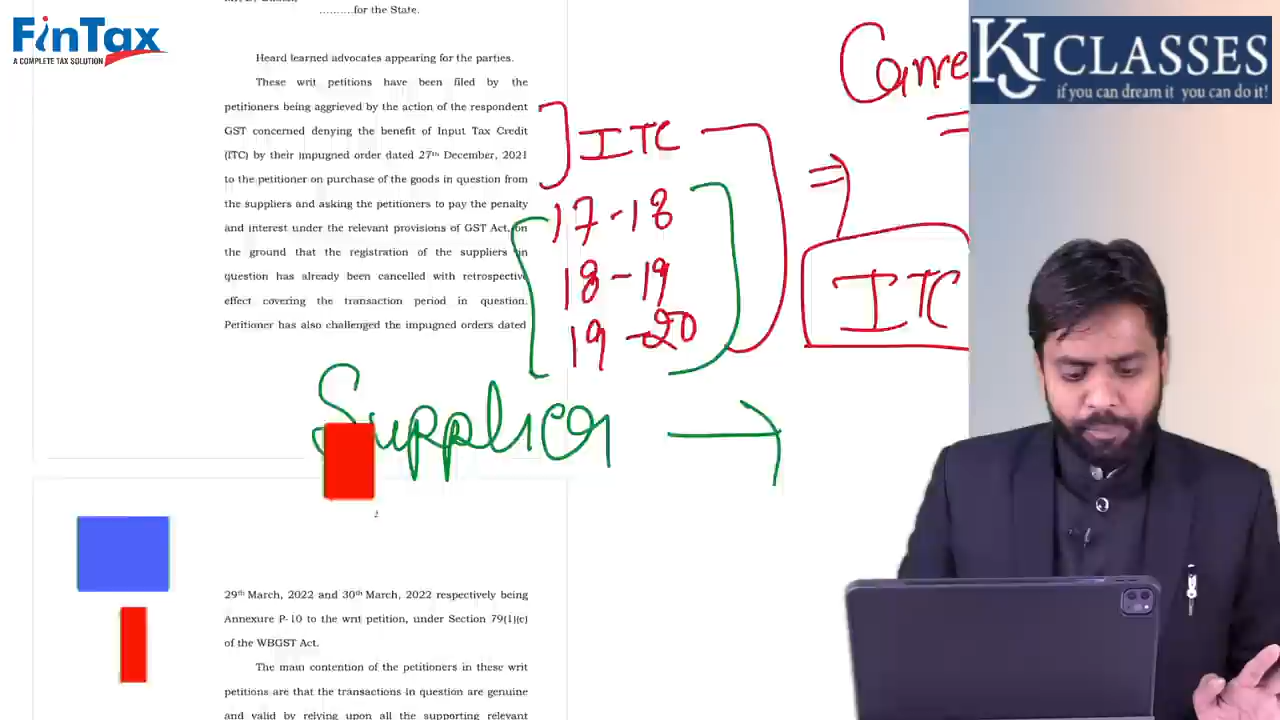 FinTax
A COMPLETE TAX SOLUTION
..........for the State.
Heard learned advocates appearing for the parties.
These writ petitions have been filed by the
petitioners being aggrieved by the action of the respondent
GST concerned denying the benefit of Input Tax Credit
(ITC) by their impugned order dated 27th December, 2021
to the petitioner on purchase of the goods in question from
the suppliers and asking the petitioners to pay the penalty
and interest under the relevant provisions of GST Act, on
the ground that the registration of the suppliers in
question has already been cancelled with retrospective
effect covering the transaction period in question.
Petitioner has also challenged the impugned orders dated
ITC
17-18
18-19
19-20
Supplier
KJ CLASSES
if you can dream it you can do it!
ITC
2
29th March, 2022 and 30th March, 2022 respectively being
Annexure P-10 to the writ petition, under Section 79(1)(c)
of the WBGST Act.
The main contention of the petitioners in these writ
petitions are that the transactions in question are genuine
and valid by relying upon all the supporting relevant